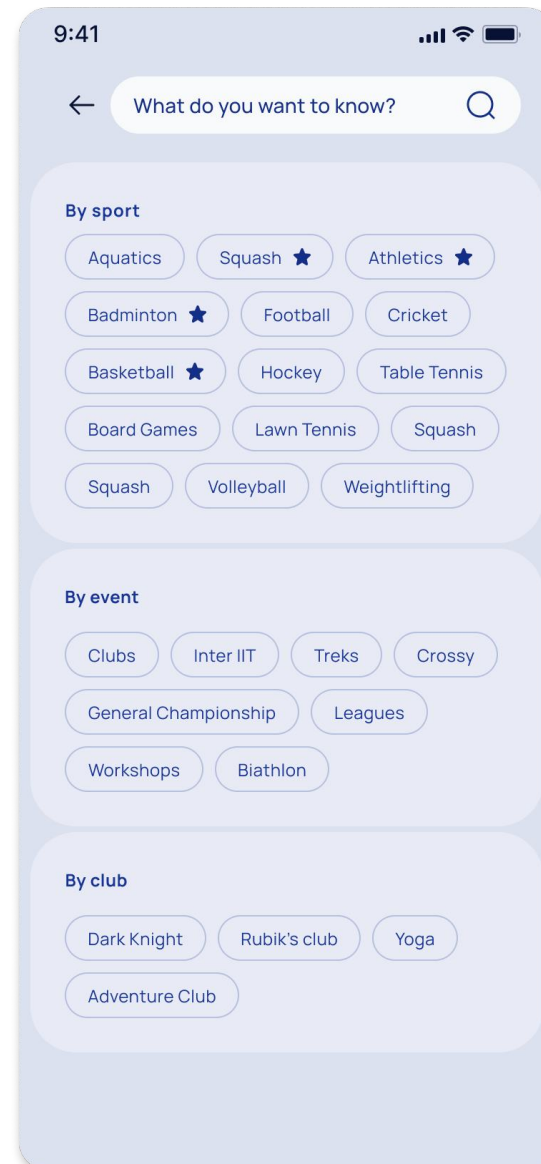 9:41
What do you want to know?
By sport
Aquatics Squash Athletics
Badminton Football Cricket
Basketball Hockey Table Tennis
Board Games Lawn Tennis Squash
Squash Volleyball Weightlifting
By event
Clubs Inter IIT Treks Crossy
General Championship Leagues
Workshops Biathlon
By club
Dark Knight Rubik's club Yoga
Adventure Club